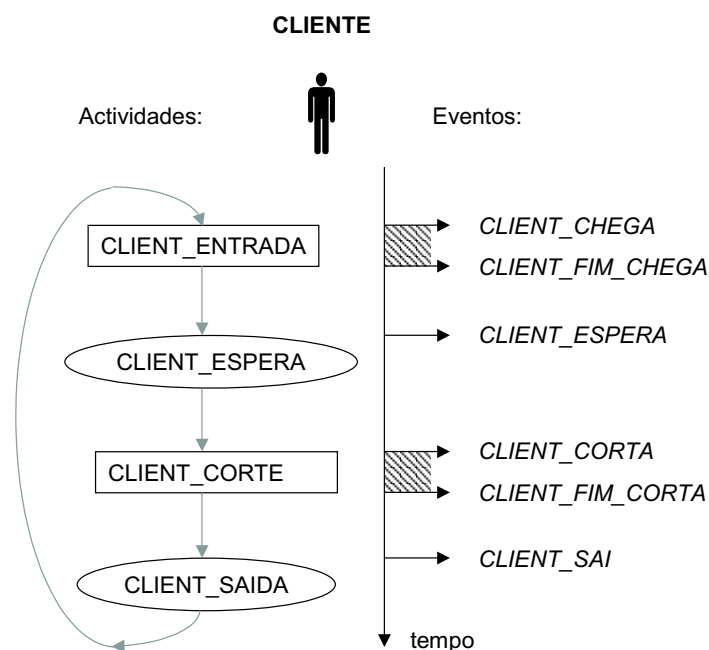 CLIENTE
Actividades:
Eventos:
CLIENT_ENTRADA
CLIENT_ESPERA
CLIENT_CORTE
CLIENT_SAIDA
CLIENT_CHEGA
CLIENT_FIM_CHEGA
CLIENT_ESPERA
CLIENT_CORTA
CLIENT_FIM_CORTA
CLIENT_SAI
tempo